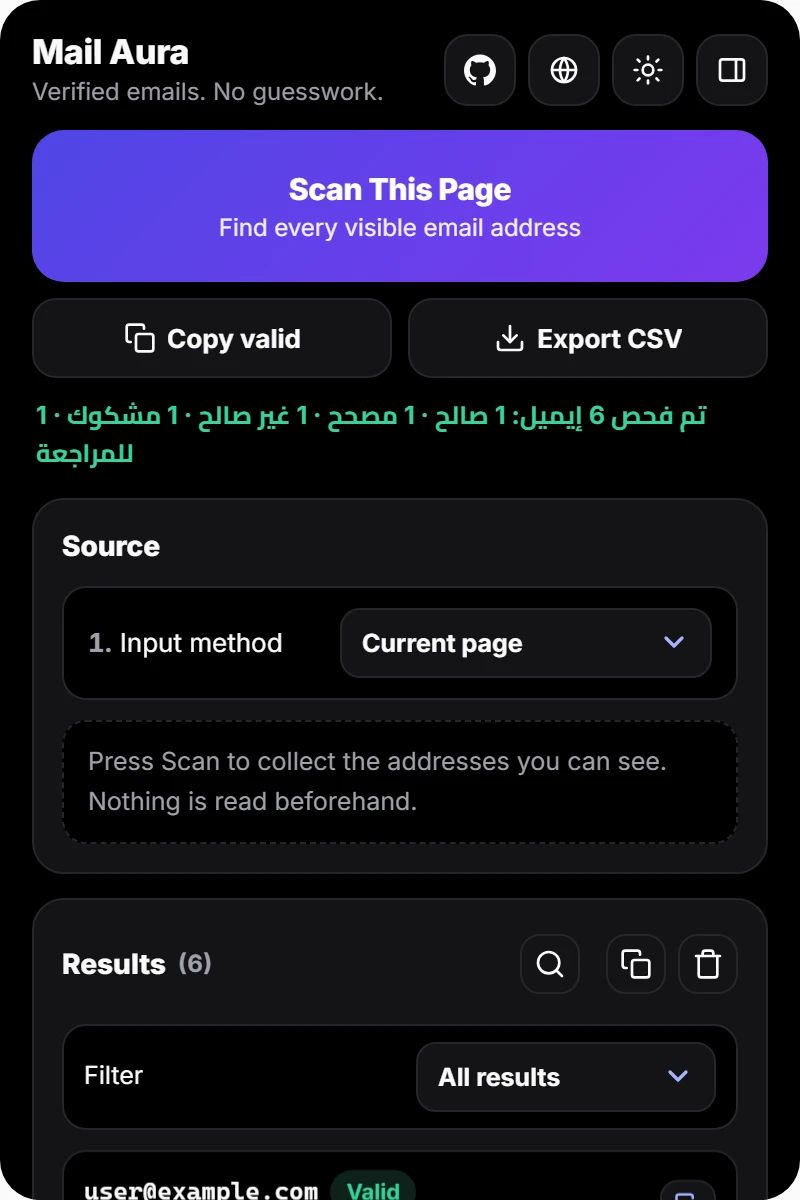 Mail Aura
Verified emails. No guesswork.
Scan This Page
Find every visible email address
Copy valid
Export CSV
تم فحص 6 إيميل: 1 صالح · 1 مصحح · 1 غير صالح · 1 مشكوك · 1
للمراجعة
Source
1. Input method
Current page
Press Scan to collect the addresses you can see.
Nothing is read beforehand.
Results (6)
Filter
All results
user@example.com Valid